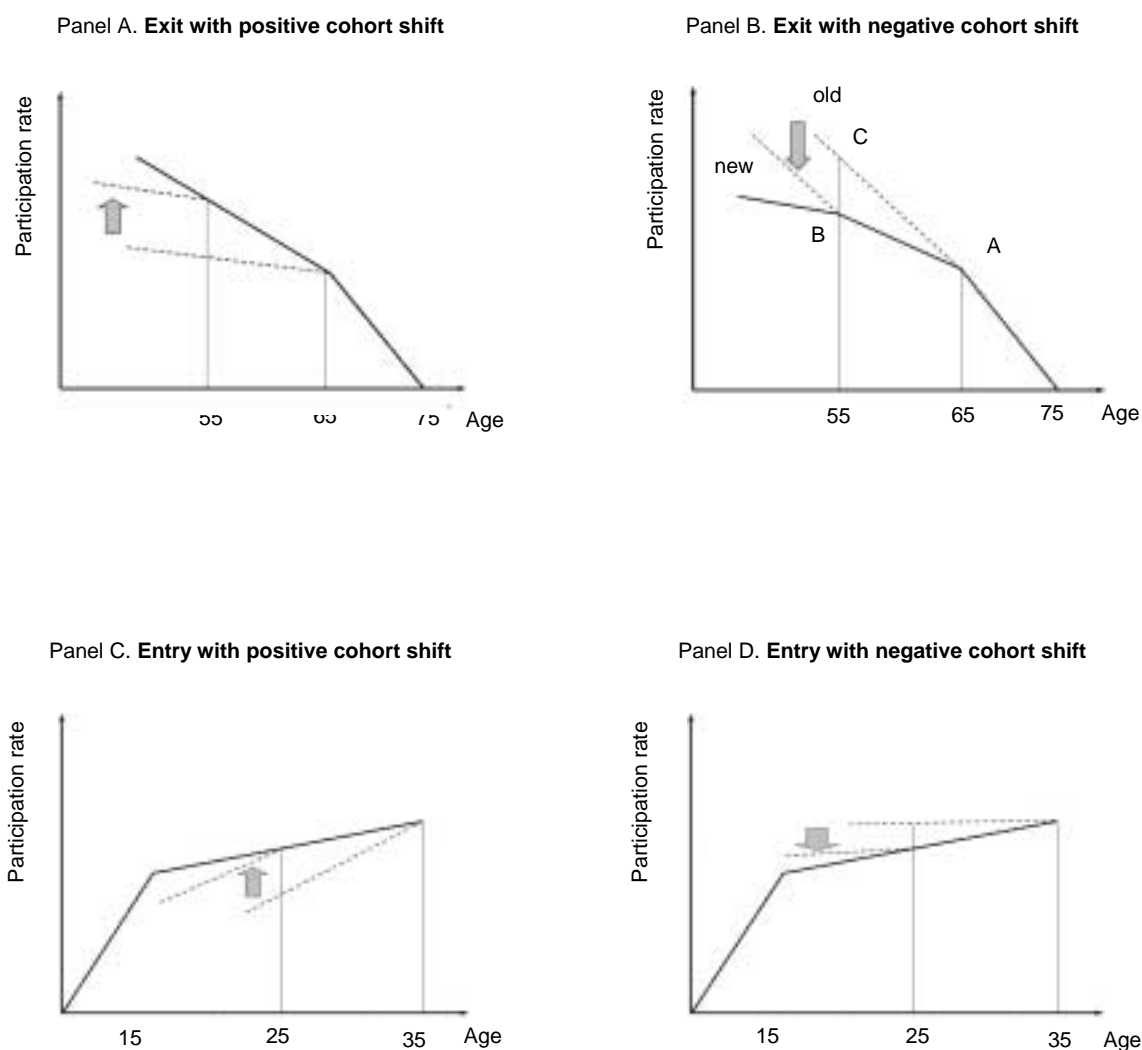 Panel A. Exit with positive cohort shift
Participation rate
55
65
75
Age
Panel B. Exit with negative cohort shift
Participation rate
old
C
new
B
A
55
65
75
Age
Panel C. Entry with positive cohort shift
Participation rate
15
25
35
Age
Panel D. Entry with negative cohort shift
Participation rate
15
25
35
Age